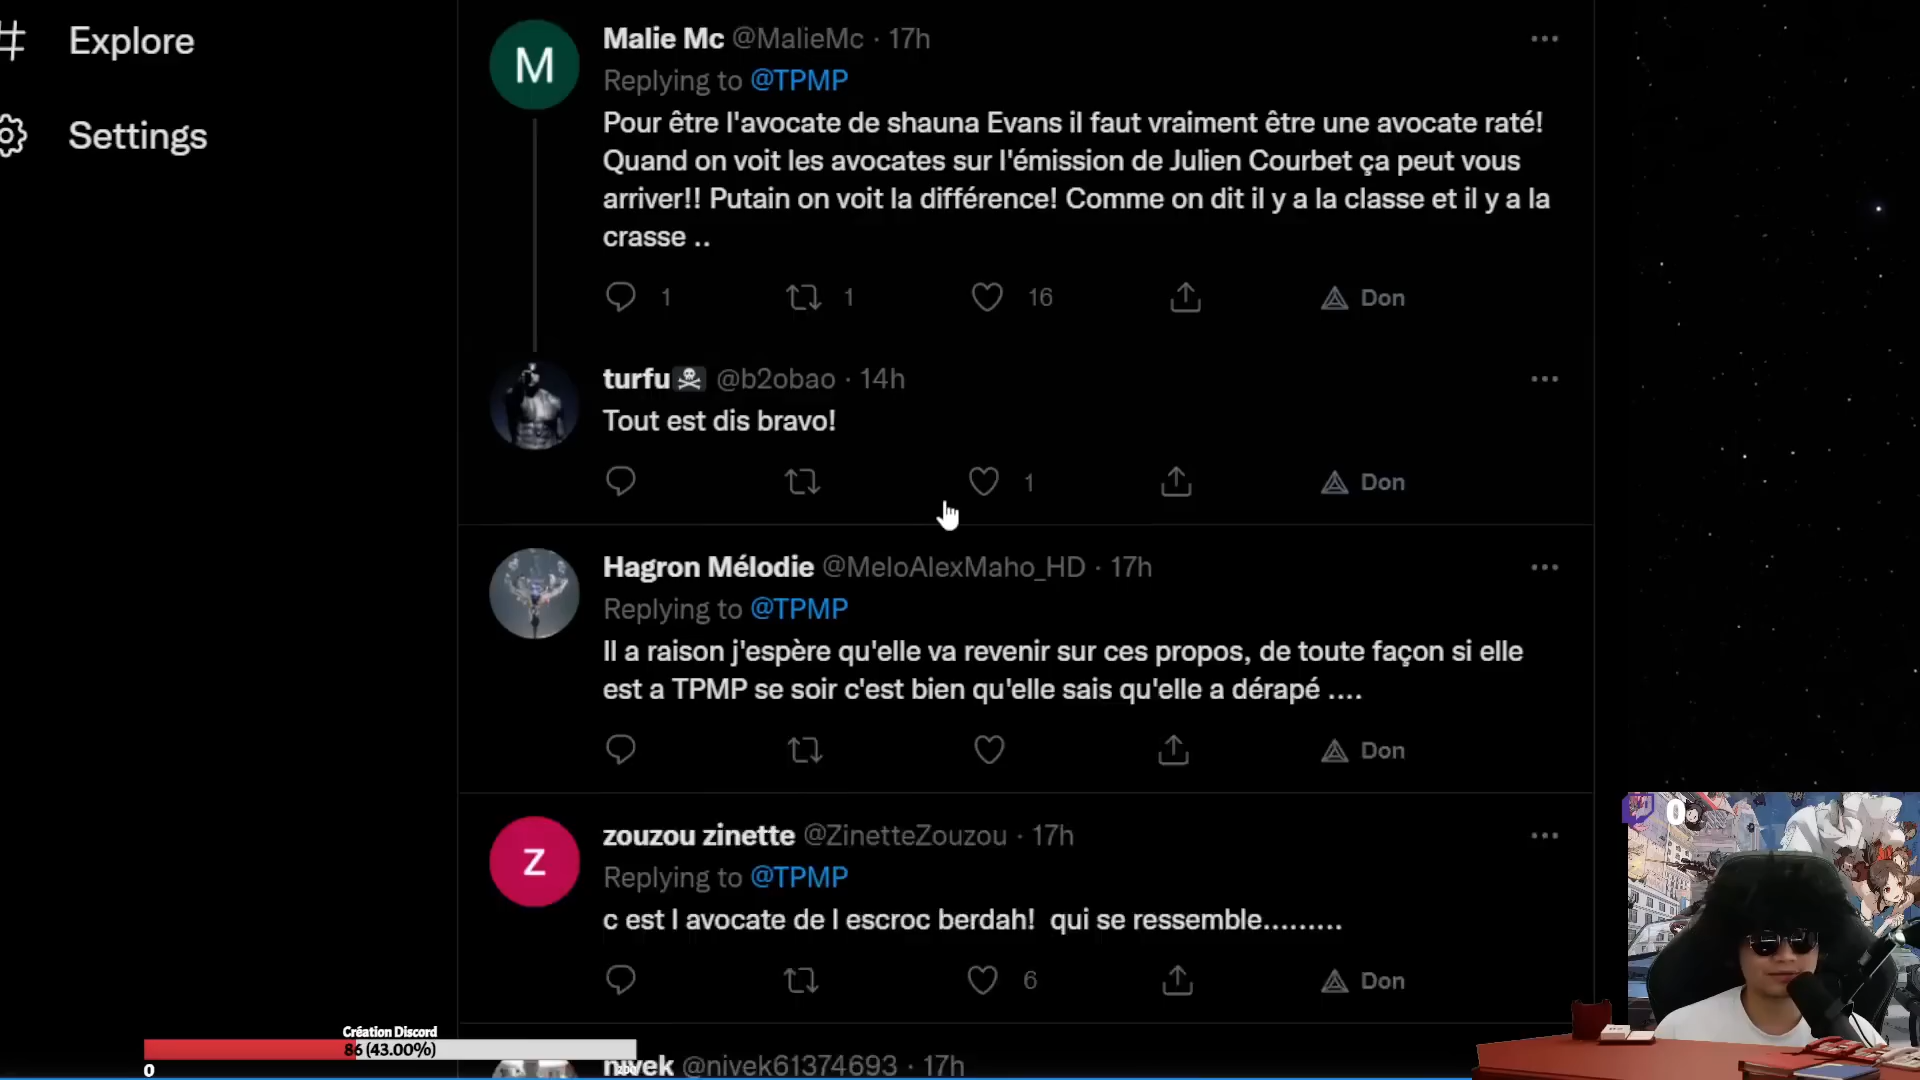 Explore
Settings
Malie Mc @MalieMc · 17h
Replying to @TPMP
Pour être l'avocate de shauna Evans il faut vraiment être une avocate raté!
Quand on voit les avocates sur l'émission de Julien Courbet ça peut vous
arriver!! Putain on voit la différence! Comme on dit il y a la classe et il y a la
crasse ..
1 1 16 Don
turfu @b2obao · 14h
Tout est dis bravo!
1 Don
Hagron Mélodie @MeloAlexMaho_HD · 17h
Replying to @TPMP
Il a raison j'espère qu'elle va revenir sur ces propos, de toute façon si elle
est a TPMP se soir c'est bien qu'elle sais qu'elle a dérapé ....
Don
Z
zouzou zinette @ZinetteZouzou · 17h
Replying to @TPMP
c est l avocate de l escroc berdah!  qui se ressemble.........
6 Don
nivek @nivek61374693 · 17h
M
0
Création Discord
86 (43.00%)
0